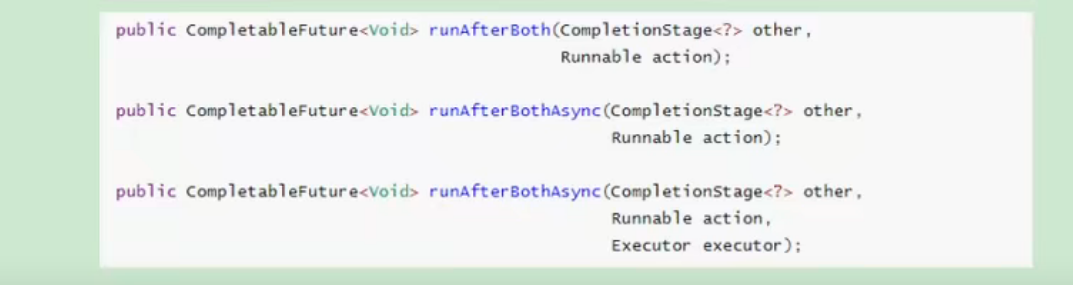 public CompletableFuture<Void> runAfterBoth(CompletionStage<?> other,
Runnable action);
public CompletableFuture<Void> runAfterBothAsync(CompletionStage<?> other,
Runnable action);
public CompletableFuture<Void> runAfterBothAsync(CompletionStage<?> other,
Runnable action,
Executor executor);